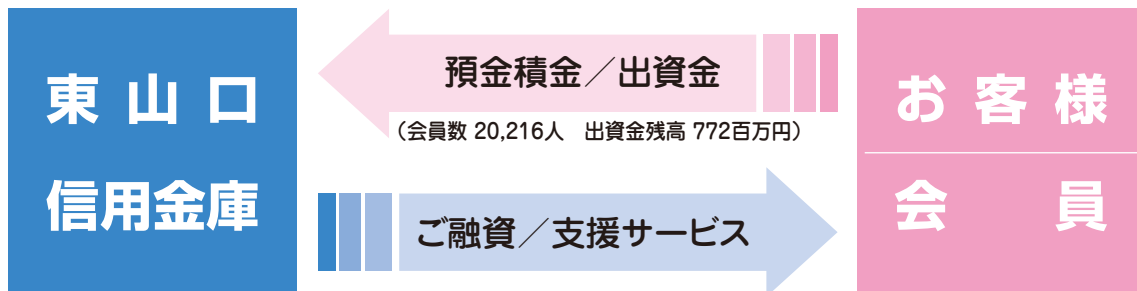 東山口
信用金庫
預金積金／出資金
（会員数 20,216人　出資金残高 772百万円）
ご融資／支援サービス
お客様
会員